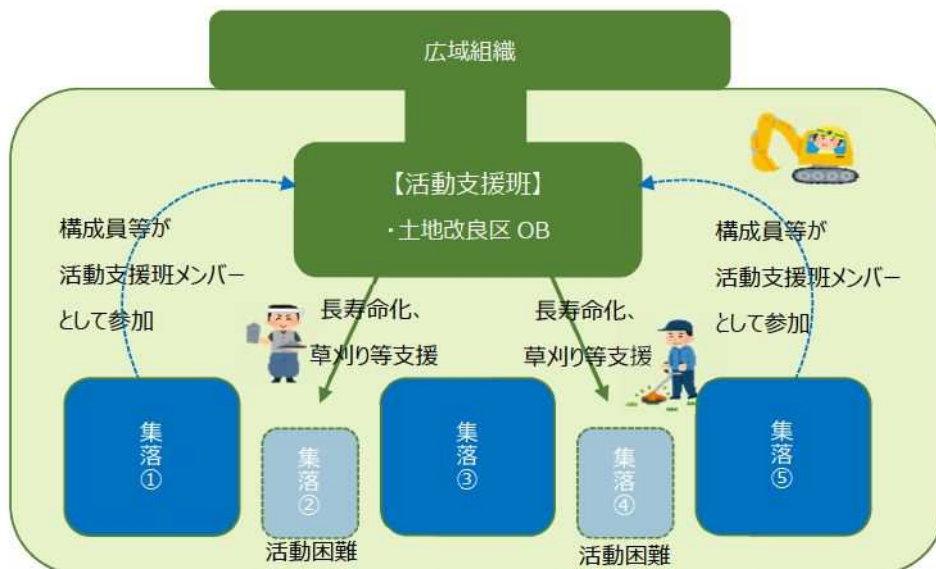 広域組織
【活動支援班】
・土地改良区 OB
構成員等が
活動支援班メンバー
として参加
構成員等が
活動支援班メンバー
として参加
長寿命化、
草刈り等支援
長寿命化、
草刈り等支援
集落①
集落②
集落③
集落④
集落⑤
活動困難
活動困難